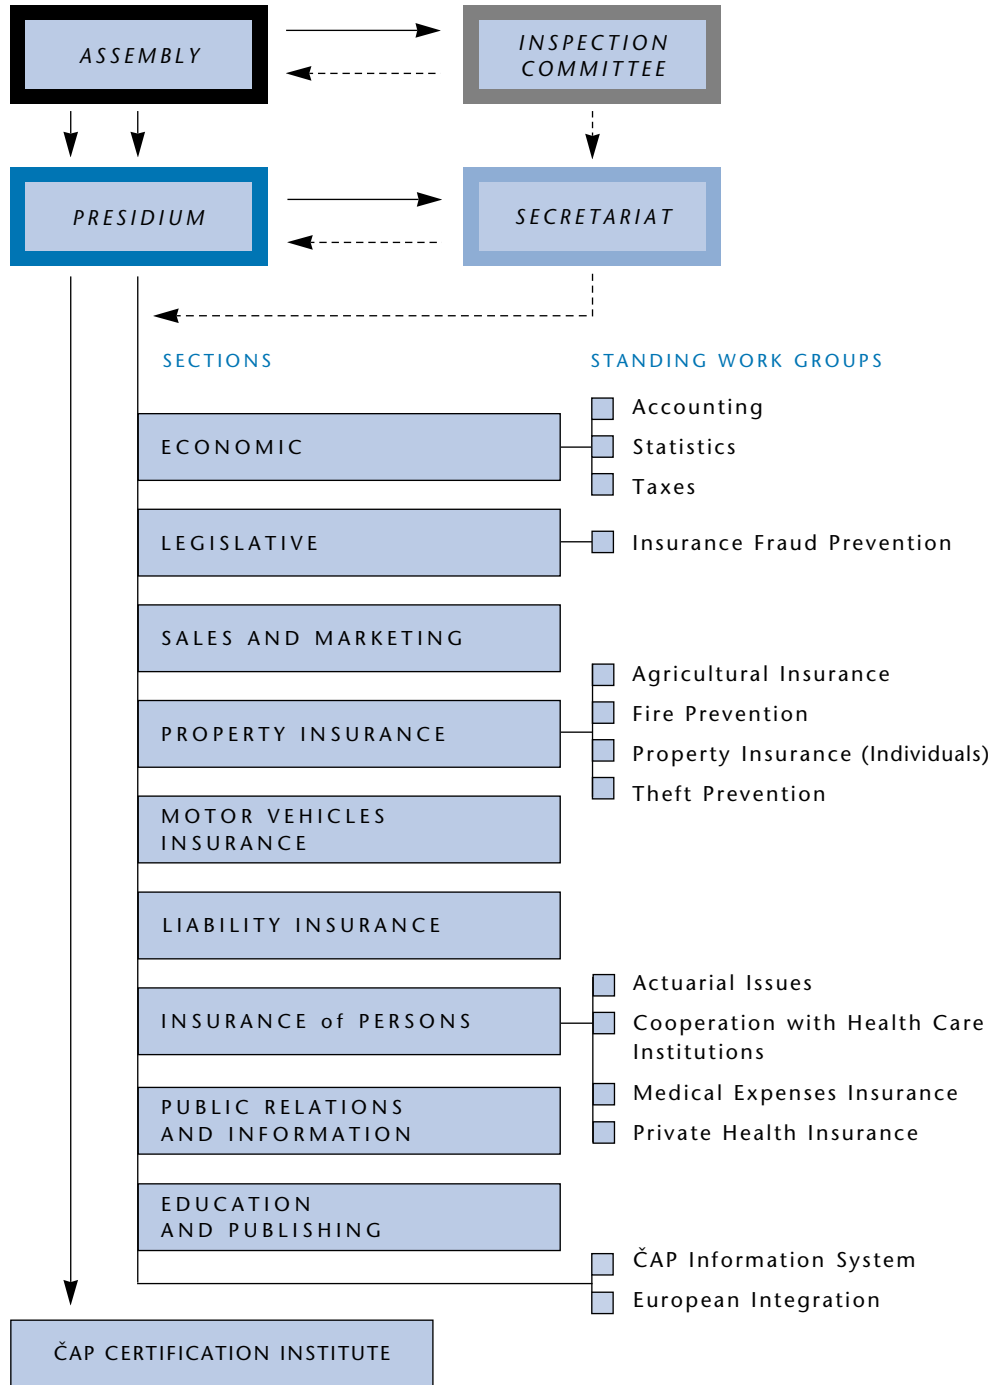 ASSEMBLY
INSPECTION
COMMITTEE
PRESIDIUM
SECRETARIAT
SECTIONS
STANDING WORK GROUPS
ECONOMIC
Accounting
Statistics
Taxes
LEGISLATIVE
Insurance Fraud Prevention
SALES AND MARKETING
PROPERTY INSURANCE
Agricultural Insurance
Fire Prevention
Property Insurance (Individuals)
Theft Prevention
MOTOR VEHICLES
INSURANCE
LIABILITY INSURANCE
INSURANCE of PERSONS
Actuarial Issues
Cooperation with Health Care
Institutions
Medical Expenses Insurance
Private Health Insurance
PUBLIC RELATIONS
AND INFORMATION
EDUCATION
AND PUBLISHING
ČAP Information System
European Integration
ČAP CERTIFICATION INSTITUTE